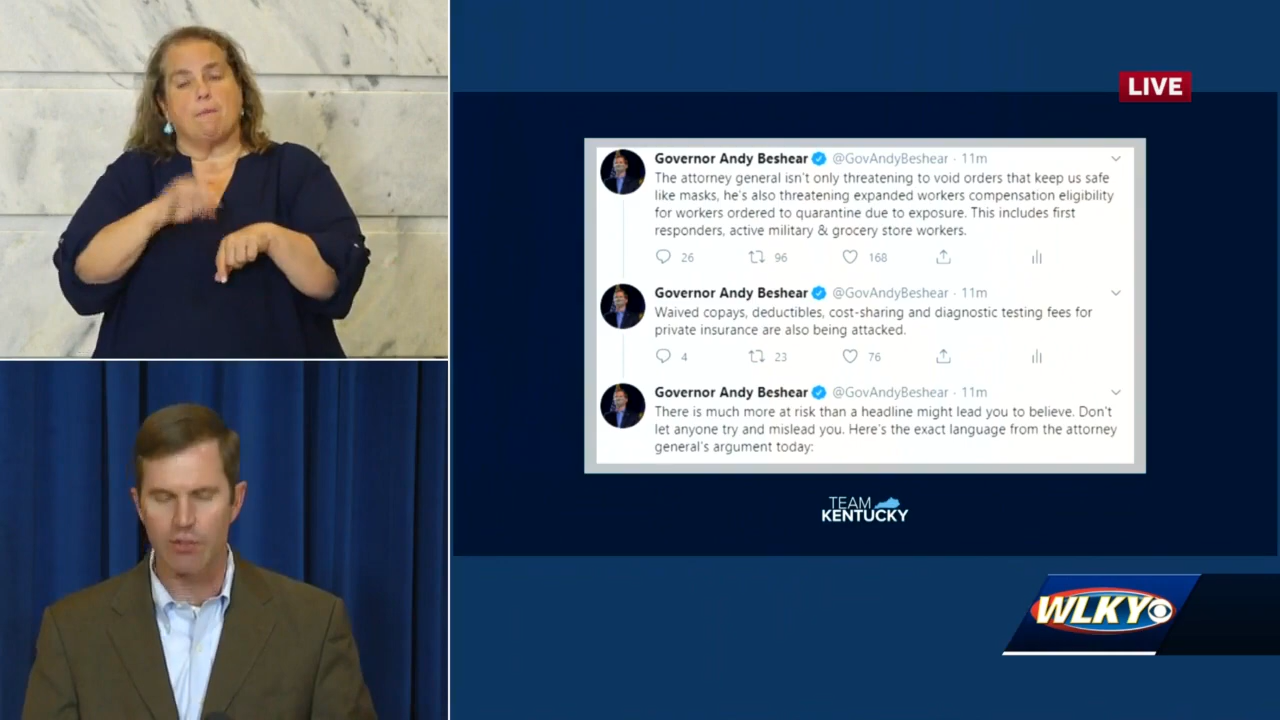 LIVE
Governor Andy Beshear @GovAndyBeshear · 11m
The attorney general isn't only threatening to void orders that keep us safe
like masks, he's also threatening expanded workers compensation eligibility
for workers ordered to quarantine due to exposure. This includes first
responders, active military & grocery store workers.
26 96 168
Governor Andy Beshear @GovAndyBeshear · 11m
Waived copays, deductibles, cost-sharing and diagnostic testing fees for
private insurance are also being attacked.
4 23 76
Governor Andy Beshear @GovAndyBeshear · 11m
There is much more at risk than a headline might lead you to believe. Don't
let anyone try and mislead you. Here's the exact language from the attorney
general's argument today:
TEAM
KENTUCKY
WLKY